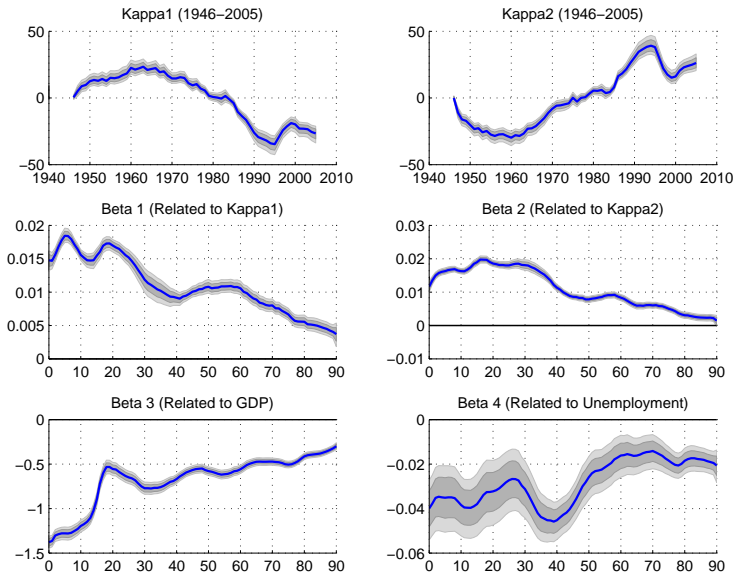 Kappa1 (1946−2005)
50
0
−50
1940 1950 1960 1970 1980 1990 2000 2010
Kappa2 (1946−2005)
50
0
−50
1940 1950 1960 1970 1980 1990 2000 2010
Beta 1 (Related to Kappa1)
0.02
0.015
0.01
0.005
0
0 10 20 30 40 50 60 70 80 90
Beta 2 (Related to Kappa2)
0.03
0.02
0.01
0
−0.01
0 10 20 30 40 50 60 70 80 90
Beta 3 (Related to GDP)
0
−0.5
−1
−1.5
0 10 20 30 40 50 60 70 80 90
Beta 4 (Related to Unemployment)
0
−0.02
−0.04
−0.06
0 10 20 30 40 50 60 70 80 90